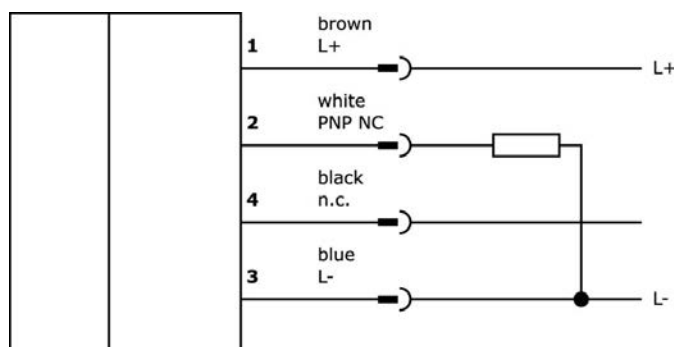 brown
1 L+
L+
white
2 PNP NC
black
4 n.c.
blue
3 L-
L-